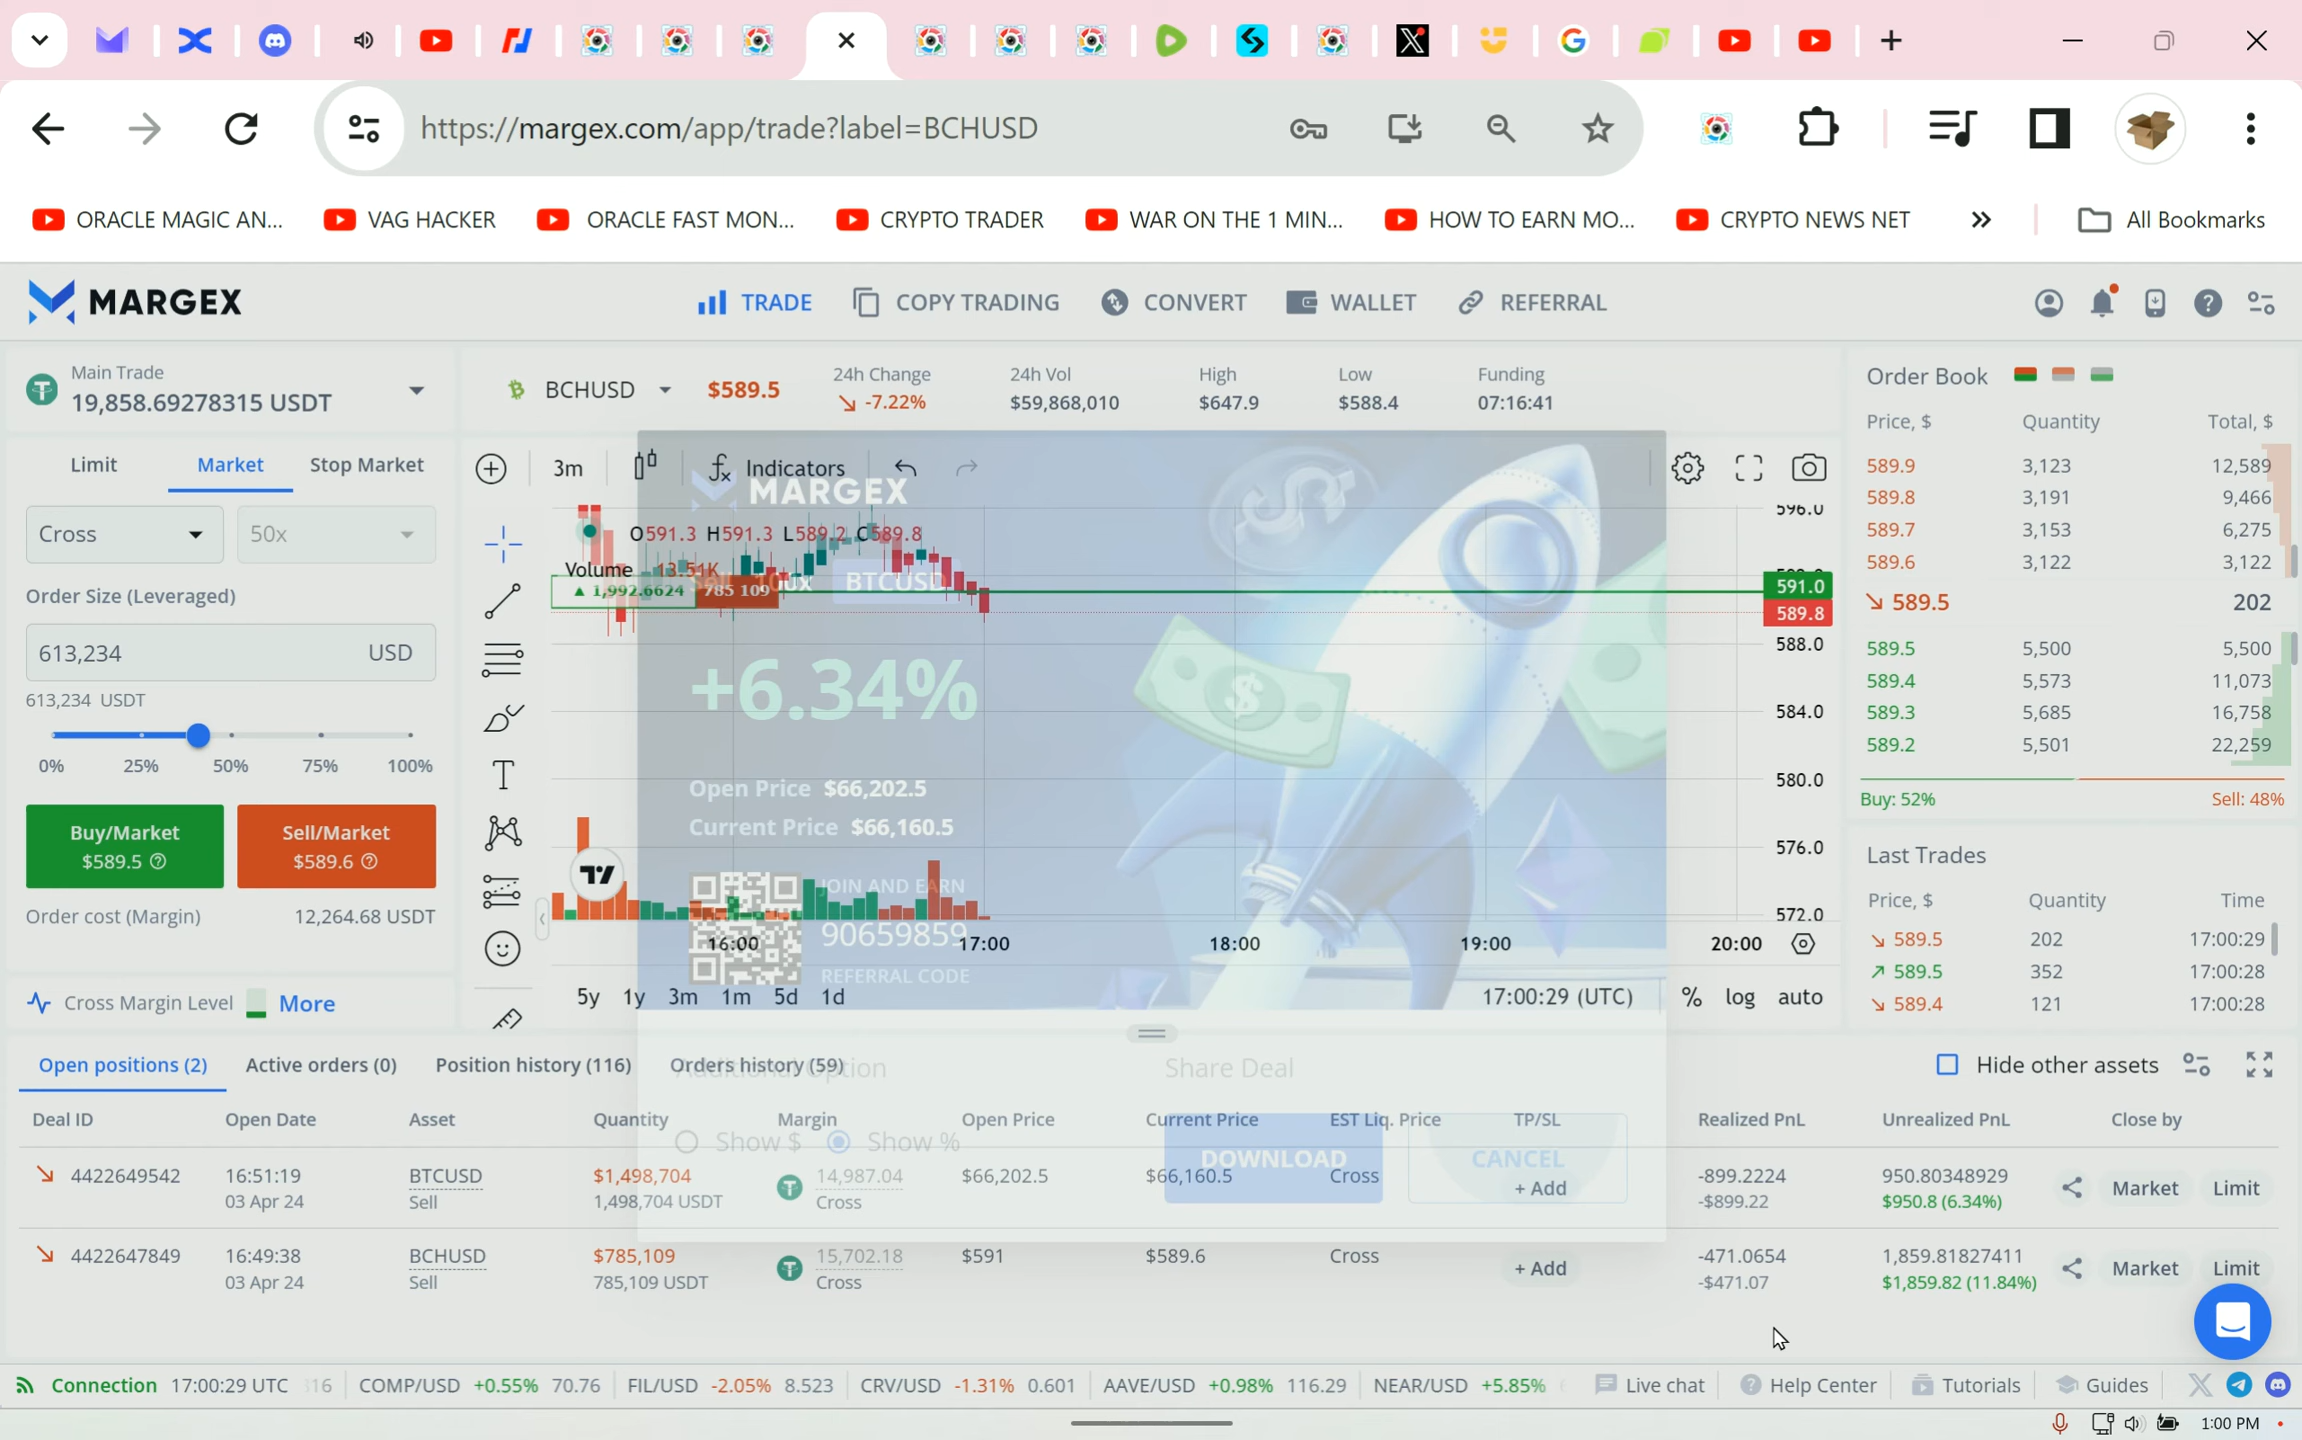 https://margex.com/app/trade?label=BCHUSD
ORACLE MAGIC AN...
VAG HACKER
ORACLE FAST MON...
CRYPTO TRADER
WAR ON THE 1 MIN...
HOW TO EARN MO...
CRYPTO NEWS NET
All Bookmarks
MARGEX
TRADE
COPY TRADING
CONVERT
WALLET
REFERRAL
Main Trade
19,858.69278315 USDT
BCHUSD
$589.5
24h Change
-7.22%
24h Vol
$59,868,010
High
$647.9
Low
$588.4
Funding
07:16:41
Limit
Market
Stop Market
Cross
50x
Order Size (Leveraged)
613,234 USD
613,234 USDT
0% 25% 50% 75% 100%
Buy/Market
$589.5
Sell/Market
$589.6
Order cost (Margin) 12,264.68 USDT
Cross Margin Level More
3m
Indicators
MARGEX
O591.3 H591.3 L589.2 C589.8
Volume 13.51K
1,992.6624 785 109
BTCUSD
+6.34%
Open Price $66,202.5
Current Price $66,160.5
JOIN AND EARN
90659859
REFERRAL CODE
596.0
591.0
589.8
588.0
584.0
580.0
576.0
572.0
16:00 17:00 18:00 19:00 20:00
5y 1y 3m 1m 5d 1d
17:00:29 (UTC)
% log auto
Order Book
Price, $ Quantity Total, $
589.9 3,123 12,589
589.8 3,191 9,466
589.7 3,153 6,275
589.6 3,122 3,122
589.5 202
589.5 5,500 5,500
589.4 5,573 11,073
589.3 5,685 16,758
589.2 5,501 22,259
Buy: 52% Sell: 48%
Last Trades
Price, $ Quantity Time
589.5 202 17:00:29
589.5 352 17:00:28
589.4 121 17:00:28
Open positions (2)
Active orders (0)
Position history (116)
Orders history (59)
Additional Option
Share Deal
Hide other assets
Deal ID Open Date Asset Quantity Margin Open Price Current Price EST Liq. Price TP/SL Realized PnL Unrealized PnL Close by
Show $ Show %
DOWNLOAD
CANCEL
4422649542 16:51:19 BTCUSD $1,498,704 14,987.04 $66,202.5 $66,160.5 Cross + Add -899.2224 950.80348929 Market Limit
03 Apr 24 Sell 1,498,704 USDT Cross -$899.22 $950.8 (6.34%)
4422647849 16:49:38 BCHUSD $785,109 15,702.18 $591 $589.6 Cross + Add -471.0654 1,859.81827411 Market Limit
03 Apr 24 Sell 785,109 USDT Cross -$471.07 $1,859.82 (11.84%)
Connection 17:00:29 UTC
COMP/USD +0.55% 70.76
FIL/USD -2.05% 8.523
CRV/USD -1.31% 0.601
AAVE/USD +0.98% 116.29
NEAR/USD +5.85%
Live chat
Help Center
Tutorials
Guides
1:00 PM